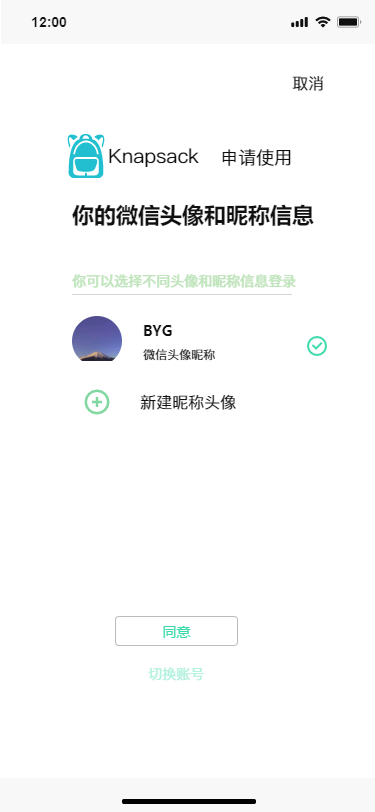 12:00
取消
Knapsack 申请使用
你的微信头像和昵称信息
你可以选择不同头像和昵称信息登录
BYG
微信头像昵称
新建昵称头像
同意
切换账号